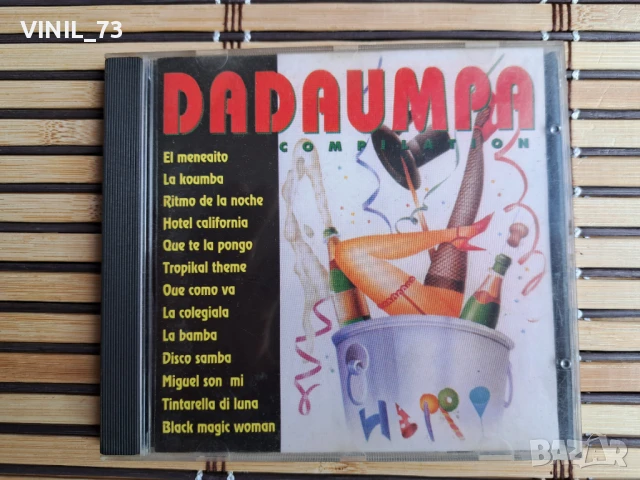 VINIL_73
DADAUMPA
COMPILATION
El meneaito
La koumba
Ritmo de la noche
Hotel california
Que te la pongo
Tropikal theme
Oue como va
La colegiala
La bamba
Disco samba
Miguel son mi
Tintarella di luna
Black magic woman
HAPPY
BAZAR